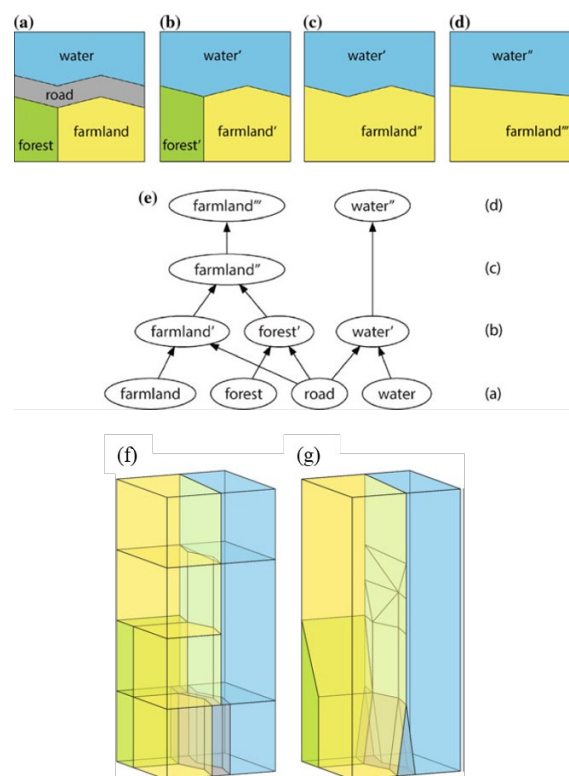 (a) (b) (c) (d)
water water′ water′ water″
road
forest farmland forest′ farmland′ farmland″ farmland‴
(e) farmland‴ water″ (d)
farmland″ (c)
farmland′ forest′ water′ (b)
farmland forest road water (a)
(f) (g)